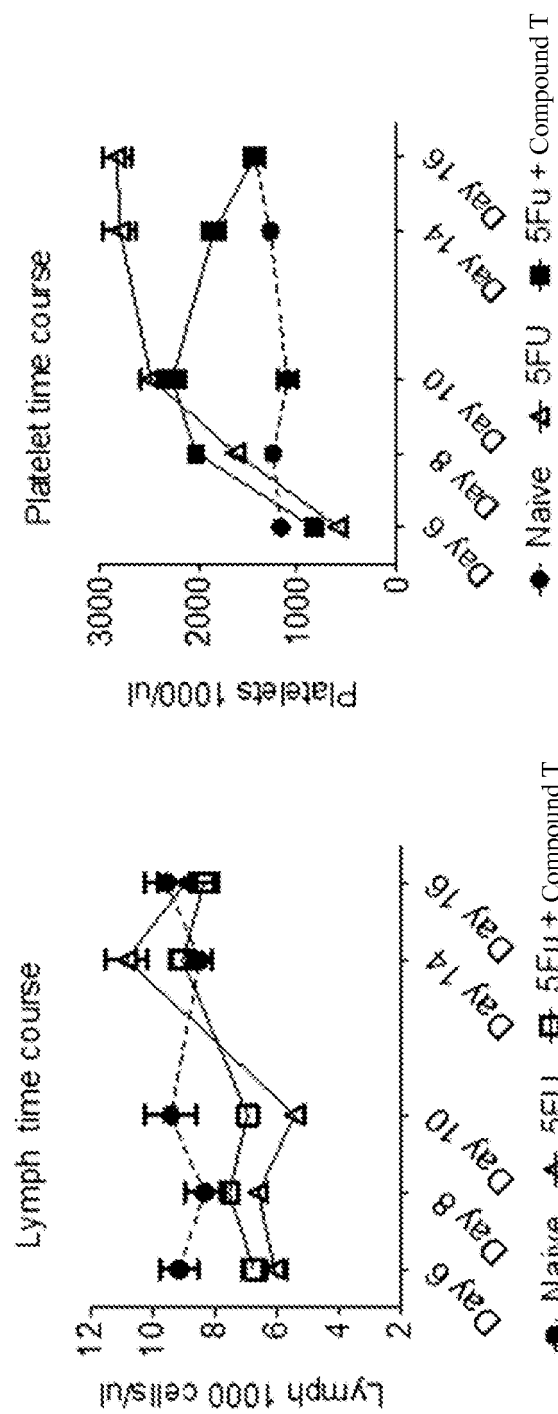 Lymph time course
Lymph 1000 cells/ul
12
10
8
6
4
2
Day 6
Day 8
Day 10
Day 14
Day 16
Naive 5FU 5Fu + Compound T
Platelet time course
Platelets 1000/ul
3000
2000
1000
0
Day 6
Day 8
Day 10
Day 14
Day 16
Naive 5FU 5Fu + Compound T